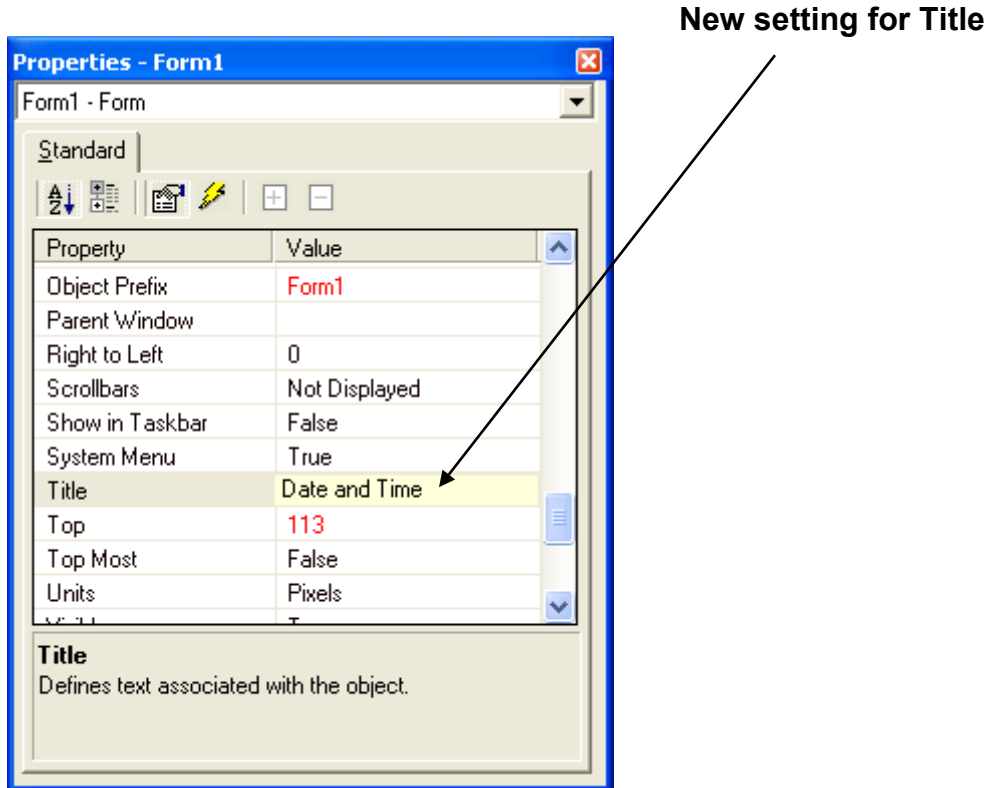 New setting for Title
Properties - Form1
Form1 - Form
Standard
Property Value
Object Prefix Form1
Parent Window
Right to Left 0
Scrollbars Not Displayed
Show in Taskbar False
System Menu True
Title Date and Time
Top 113
Top Most False
Units Pixels
Title
Defines text associated with the object.